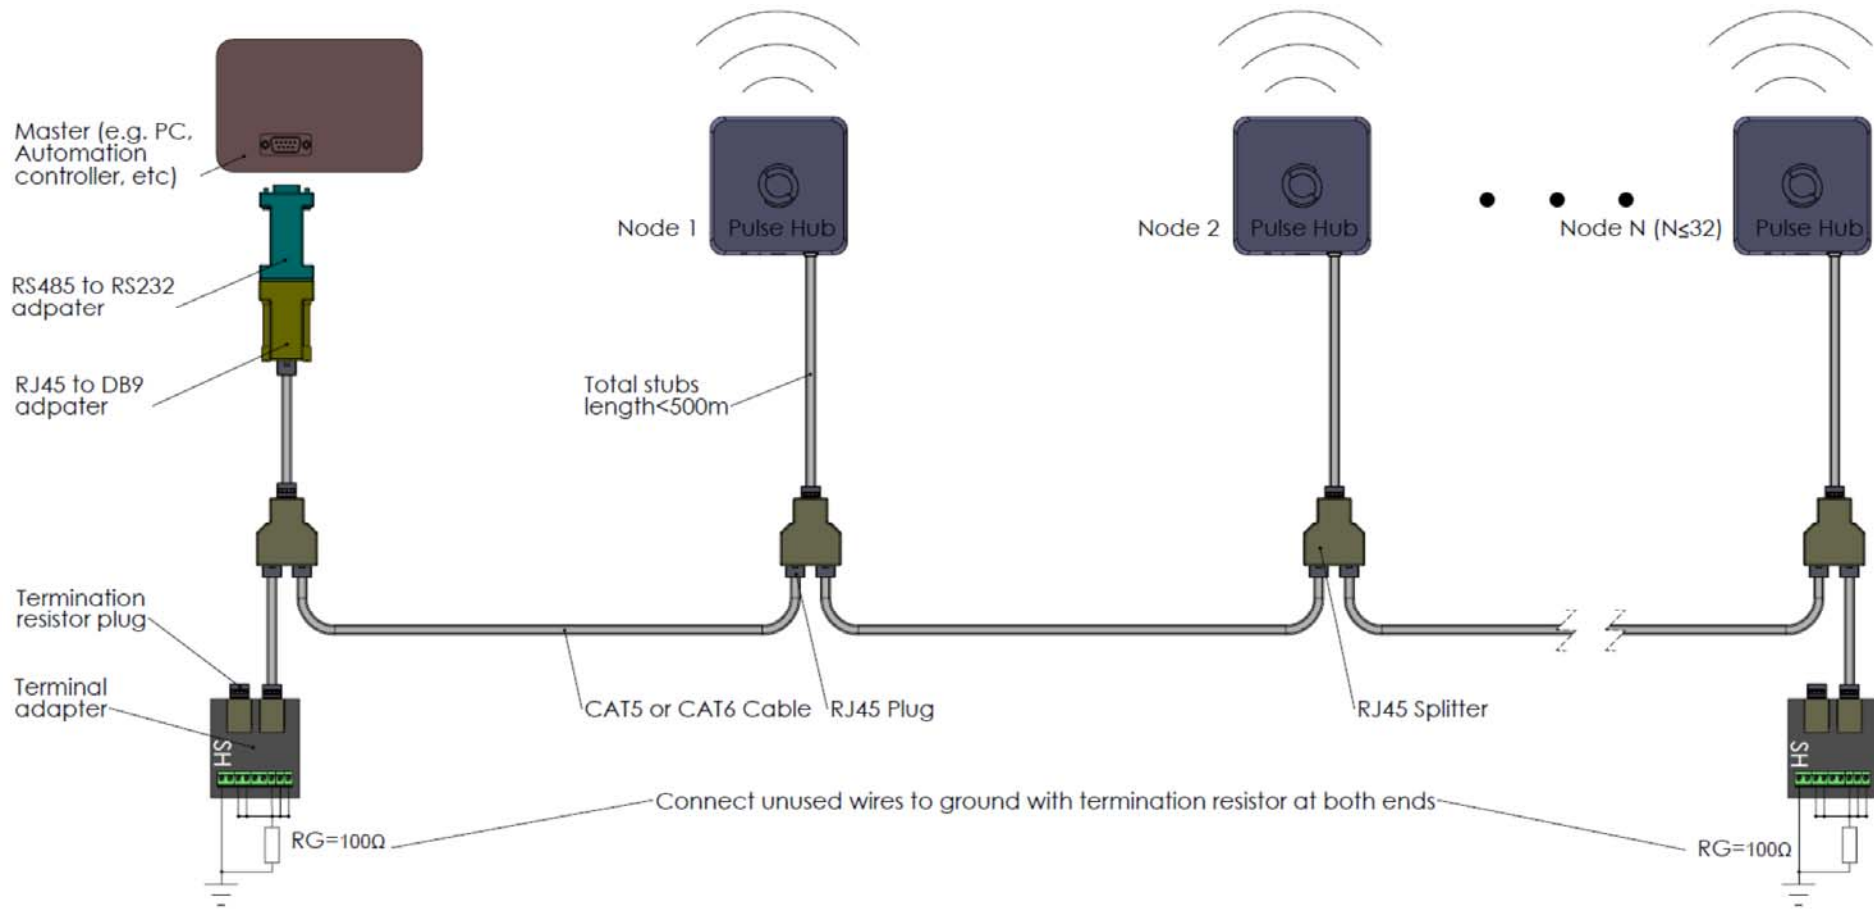 Master (e.g. PC,
Automation
controller, etc)
RS485 to RS232
adpater
RJ45 to DB9
adpater
Node 1
Pulse Hub
Node 2
Pulse Hub
Node N (N≤32)
Pulse Hub
Total stubs
length<500m
Termination
resistor plug
Terminal
adapter
CAT5 or CAT6 Cable
RJ45 Plug
RJ45 Splitter
SH
SH
Connect unused wires to ground with termination resistor at both ends
RG=100Ω
RG=100Ω